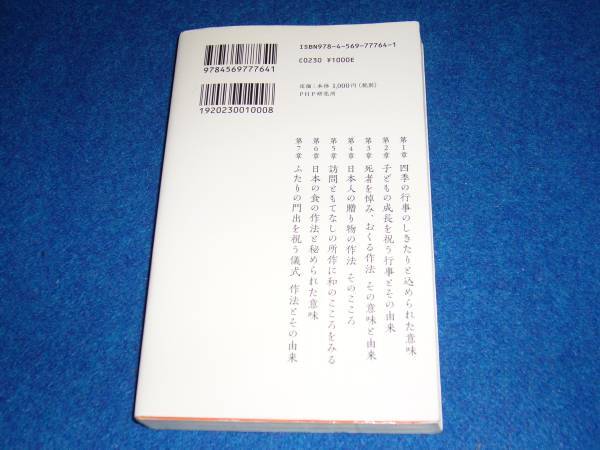 ISBN978-4-569-77764-1
C0230 ¥1000E
定価:本体1,000円(税別)
PHP研究所
9784569777641
1920230010008
第1章 四季の行事のしきたりと込められた意味
第2章 子どもの成長を祝う行事とその由来
第3章 死者を悼み、おくる作法 その意味と由来
第4章 日本人の贈り物の作法 そのこころ
第5章 訪問ともてなしの所作に和のこころをみる
第6章 日本の食の作法と秘められた意味
第7章 ふたりの門出を祝う儀式 作法とその由来